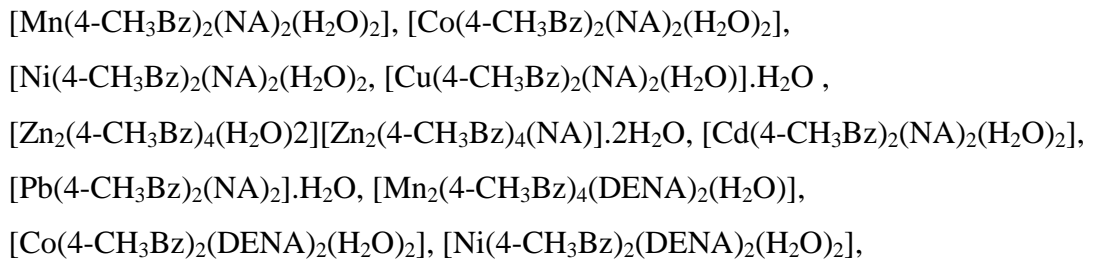 [Mn(4-CH₃Bz)₂(NA)₂(H₂O)₂], [Co(4-CH₃Bz)₂(NA)₂(H₂O)₂],
[Ni(4-CH₃Bz)₂(NA)₂(H₂O)₂, [Cu(4-CH₃Bz)₂(NA)₂(H₂O)].H₂O ,
[Zn₂(4-CH₃Bz)₄(H₂O)2][Zn₂(4-CH₃Bz)₄(NA)].2H₂O, [Cd(4-CH₃Bz)₂(NA)₂(H₂O)₂],
[Pb(4-CH₃Bz)₂(NA)₂].H₂O, [Mn₂(4-CH₃Bz)₄(DENA)₂(H₂O)],
[Co(4-CH₃Bz)₂(DENA)₂(H₂O)₂], [Ni(4-CH₃Bz)₂(DENA)₂(H₂O)₂],